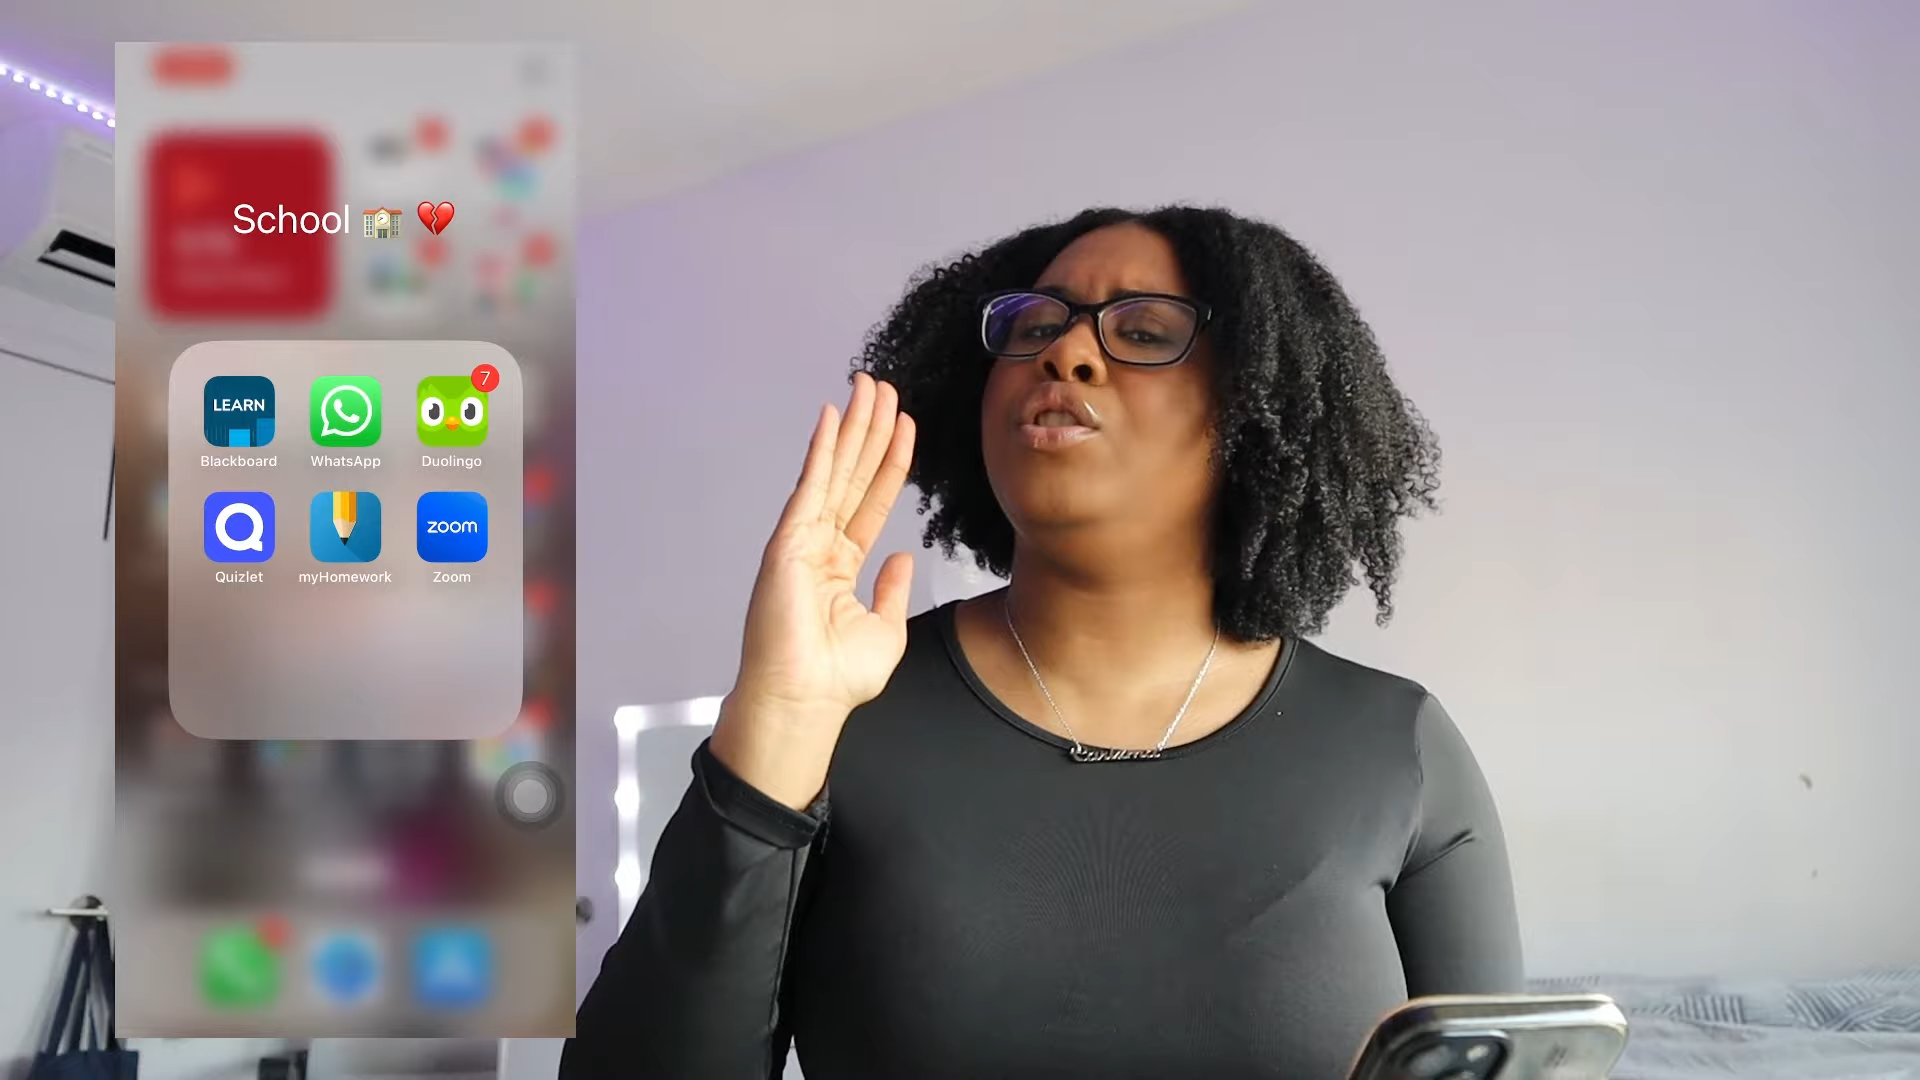 School 🏫 💔
LEARN
7
Blackboard
WhatsApp
Duolingo
zoom
Quizlet
myHomework
Zoom